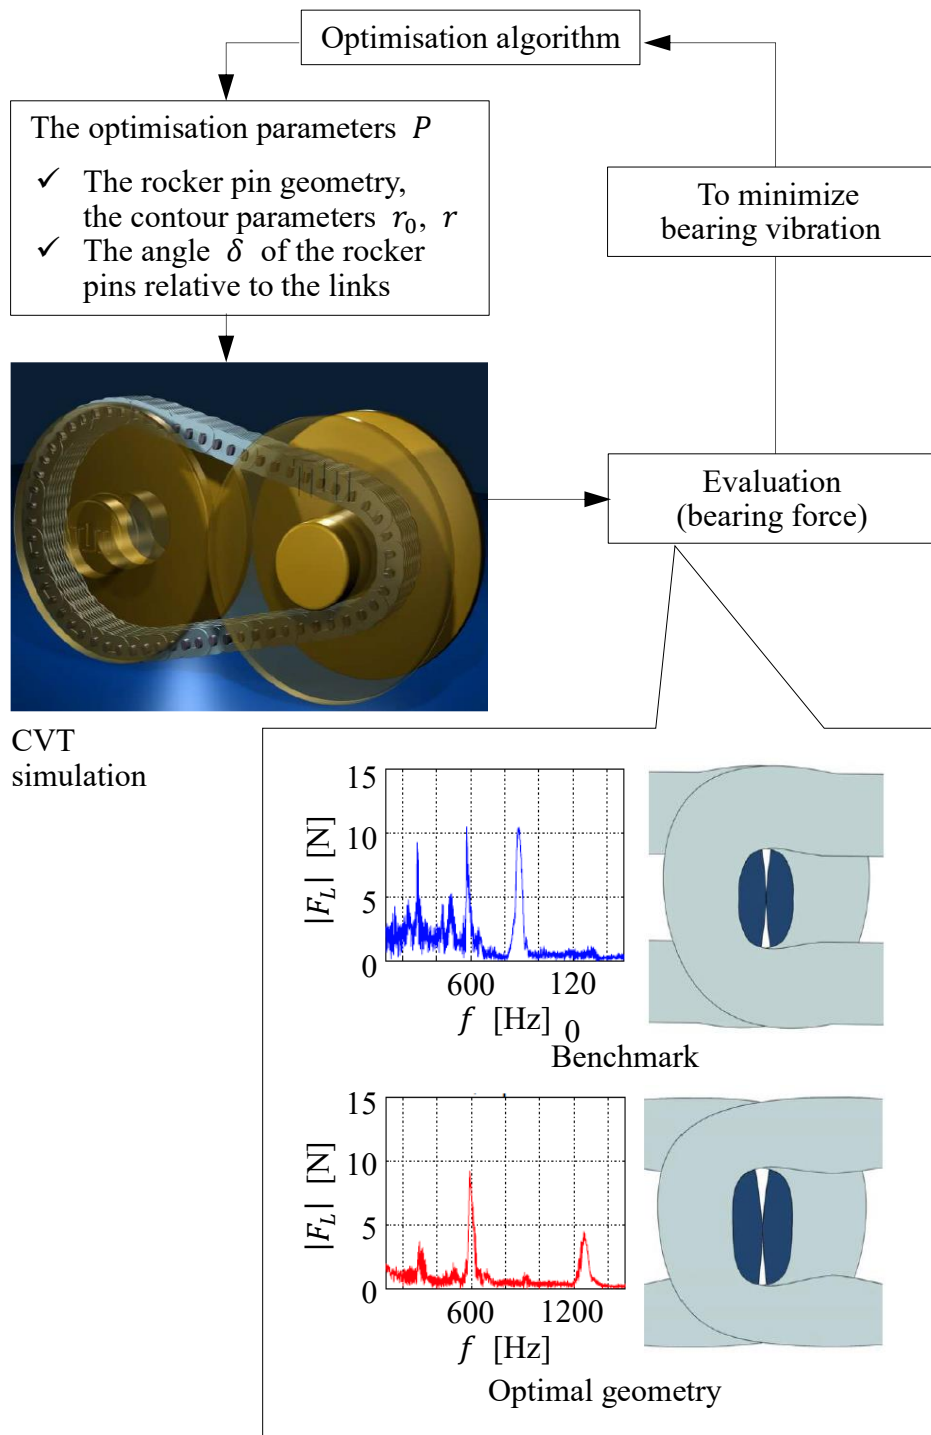 Optimisation algorithm
The optimisation parameters P
✓ The rocker pin geometry,
the contour parameters r₀, r
✓ The angle δ of the rocker
pins relative to the links
To minimize
bearing vibration
Evaluation
(bearing force)
CVT
simulation
15
10
5
0
|F_L| [N]
600
120
0
f [Hz]
Benchmark
15
10
5
0
|F_L| [N]
600
1200
f [Hz]
Optimal geometry